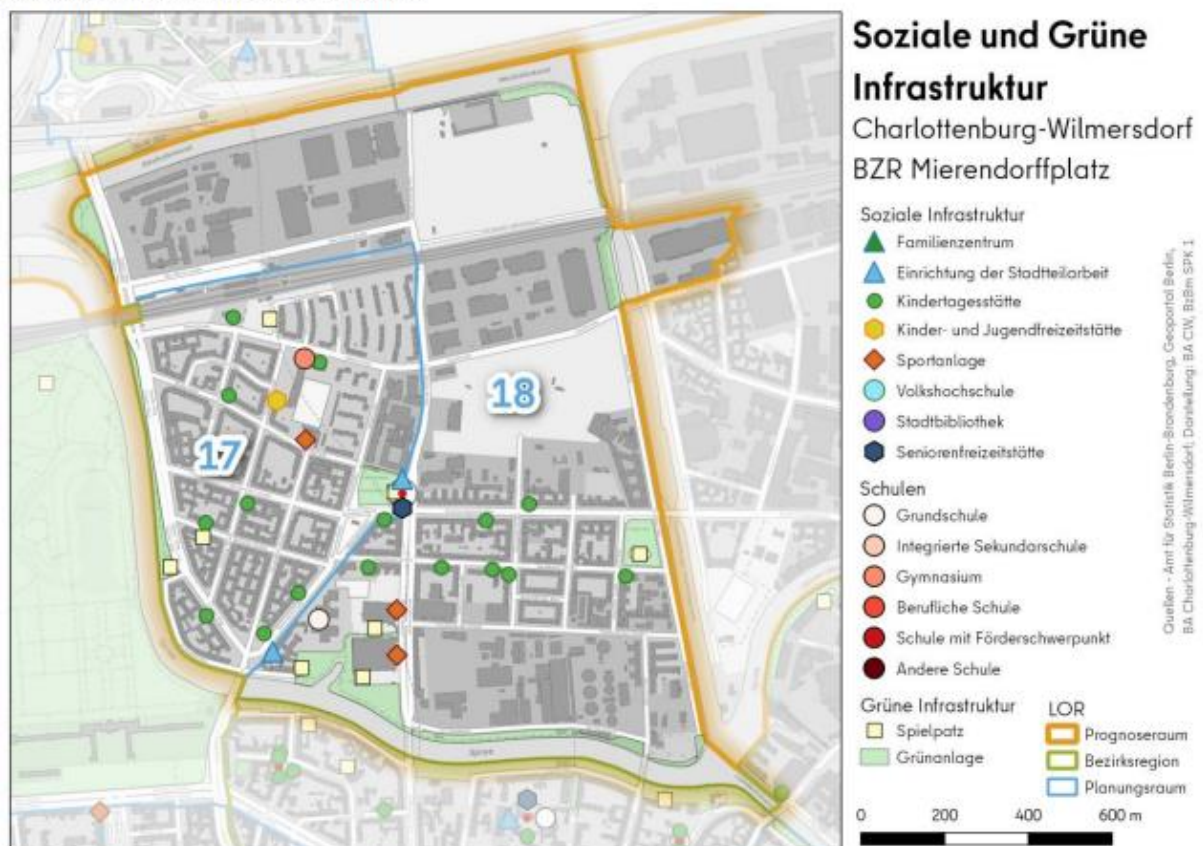 Soziale und Grüne
Infrastruktur
Charlottenburg-Wilmersdorf
BZR Mierendorffplatz
Soziale Infrastruktur
Familienzentrum
Einrichtung der Stadtteilarbeit
Kindertagesstätte
Kinder- und Jugendfreizeitstätte
Sportanlage
Volkshochschule
Stadtbibliothek
Seniorenfreizeitstätte
Schulen
Grundschule
Integrierte Sekundarschule
Gymnasium
Berufliche Schule
Schule mit Förderschwerpunkt
Andere Schule
Grüne Infrastruktur
Spielpatz
Grünanlage
LOR
Prognoseraum
Bezirksregion
Planungsraum
0 200 400 600 m
Quellen - Amt für Statistik Berlin-Brandenburg, Geoportal Berlin,
BA Charlottenburg-Wilmersdorf; Darstellung: BA CW, BzBm SPK 1
17
18
Spree